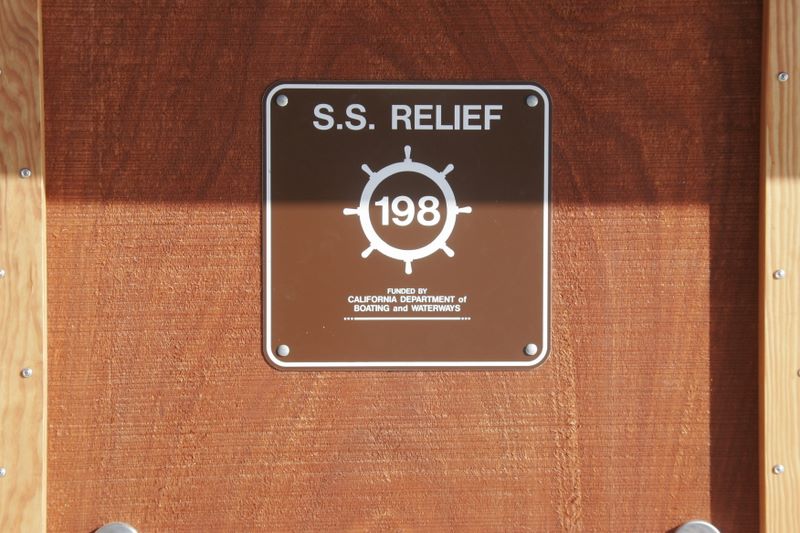 S.S. RELIEF
198
FUNDED BY
CALIFORNIA DEPARTMENT of
BOATING and WATERWAYS